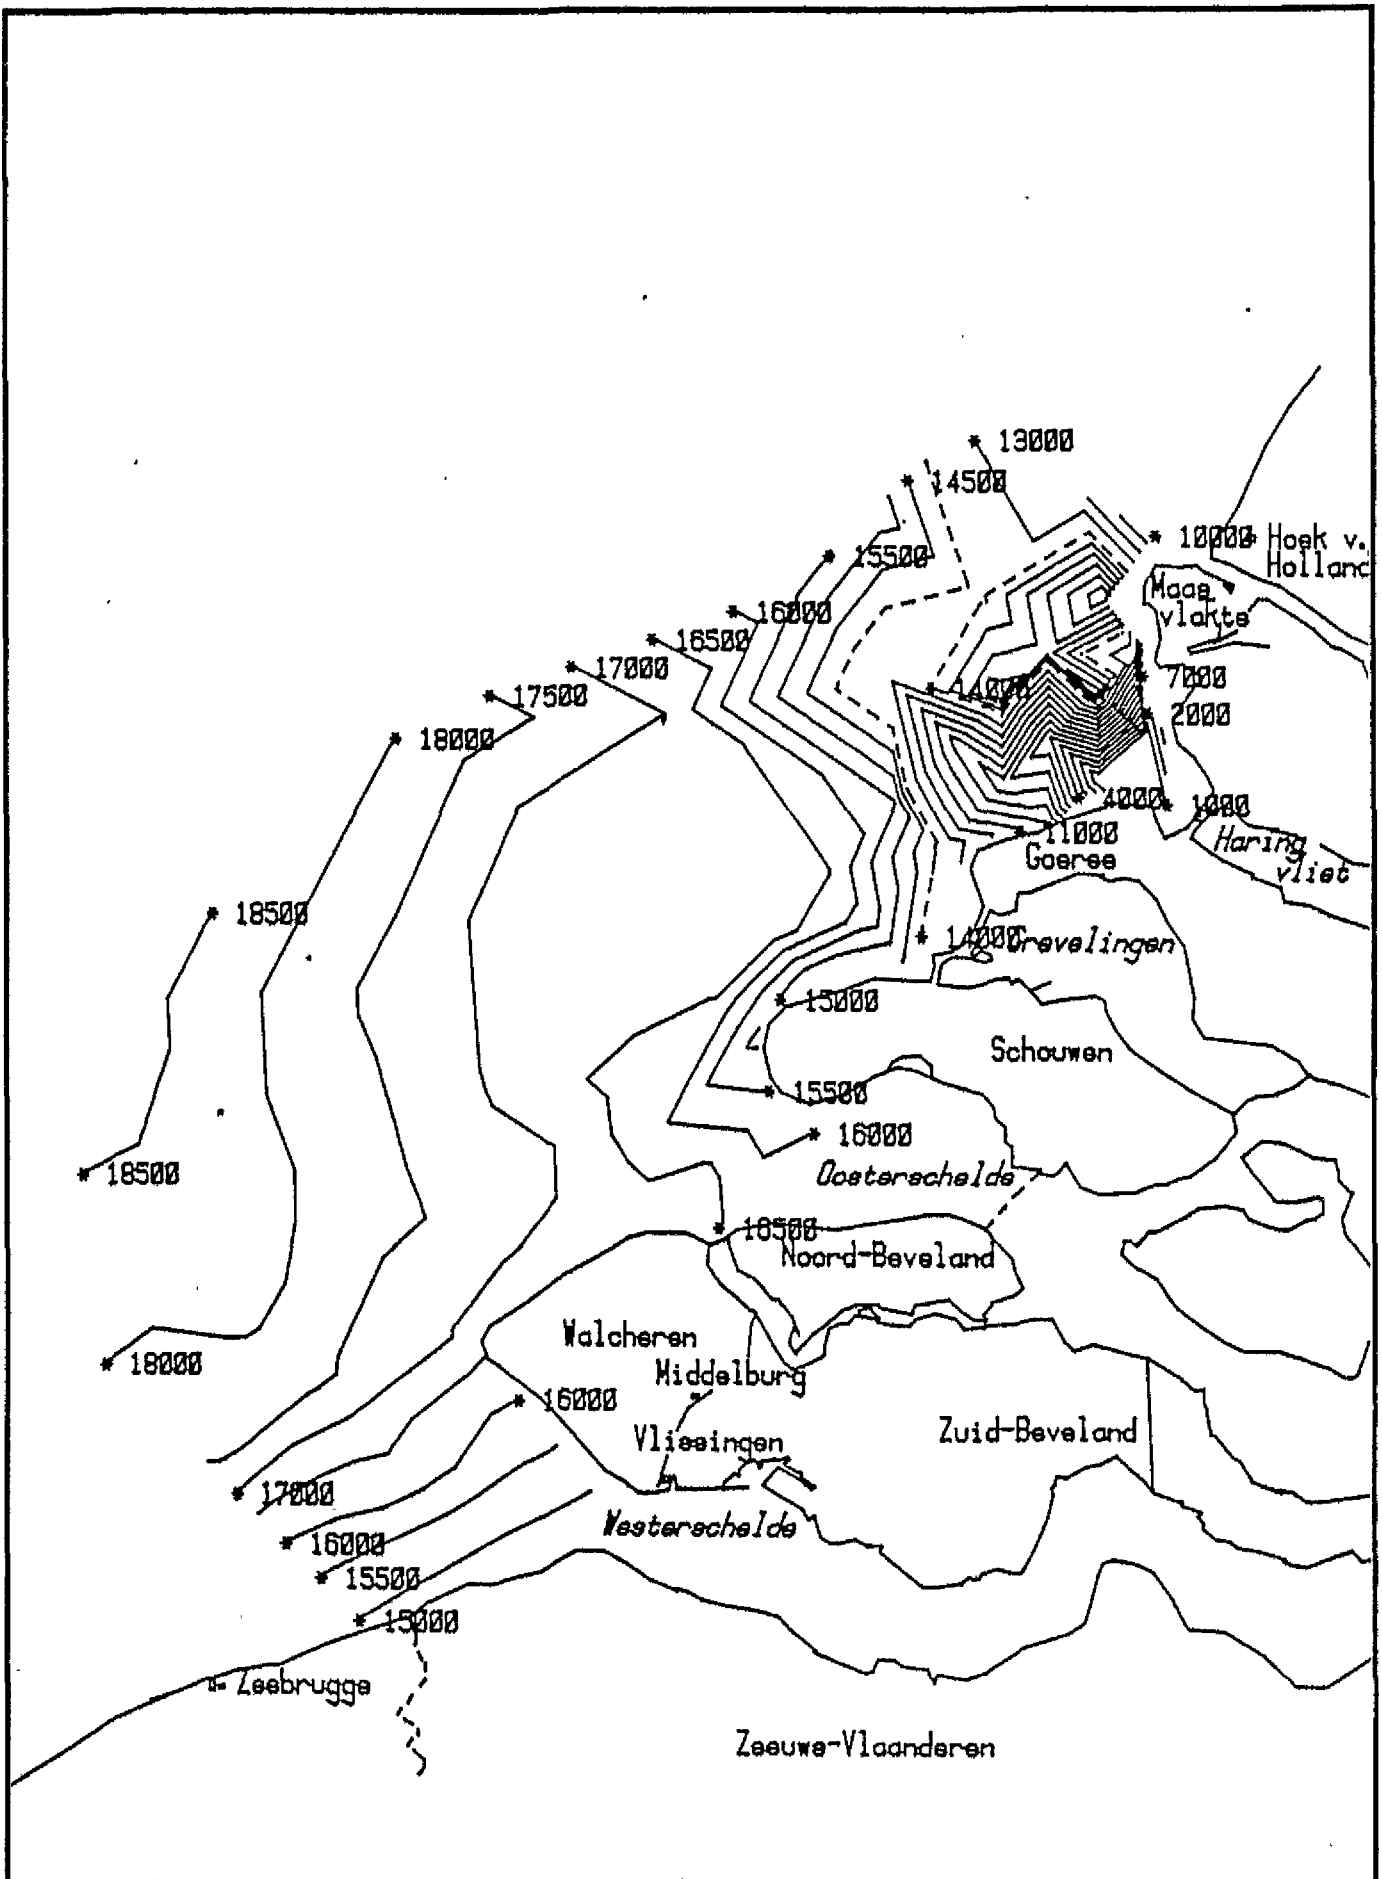 * 13000
* 14500
* 10000
* Hoek v.
Holland
* 15500
Maas
vlakte
* 16000
* 16500
* 17000
* 7000
* 14000
* 17500
* 2000
* 18000
* 4000
* 1000
* 11000
Haring
vliet
Goeree
* 18500
* 14000
Grevelingen
* 15000
Schouwen
* 15500
* 16000
* 18500
Oosterschelde
* 16500
Noord-Beveland
Walcheren
* 18000
Middelburg
* 16000
Zuid-Beveland
Vlissingen
* 17000
Westerschelde
* 16000
* 15500
* 15000
Zeebrugge
Zeeuws-Vlaanderen